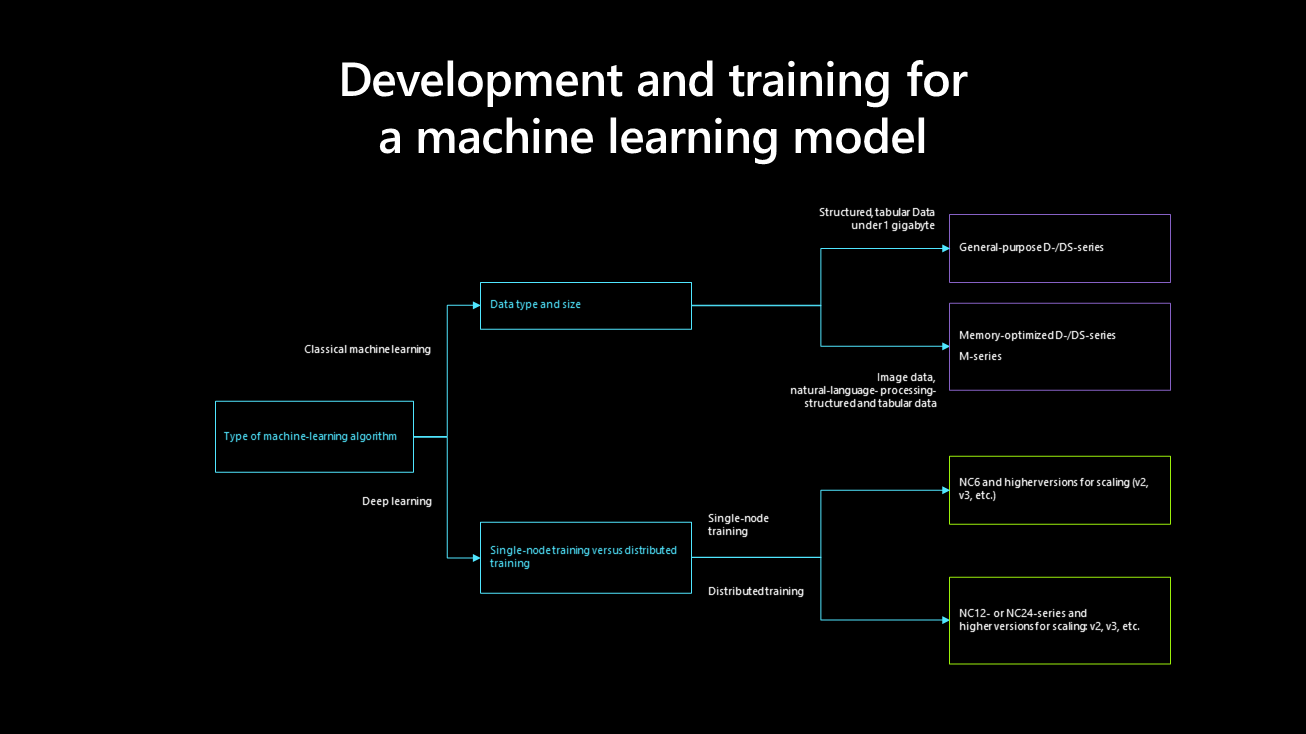 Development and training for
a machine learning model
Structured, tabular Data
under 1 gigabyte
General-purpose D-/DS-series
Data type and size
Memory-optimized D-/DS-series
M-series
Classical machine learning
Image data,
natural-language- processing-
structured and tabular data
Type of machine-learning algorithm
Deep learning
NC6 and higher versions for scaling (v2,
v3, etc.)
Single-node
training
Single-node training versus distributed
training
Distributed training
NC12- or NC24-series and
higher versions for scaling: v2, v3, etc.